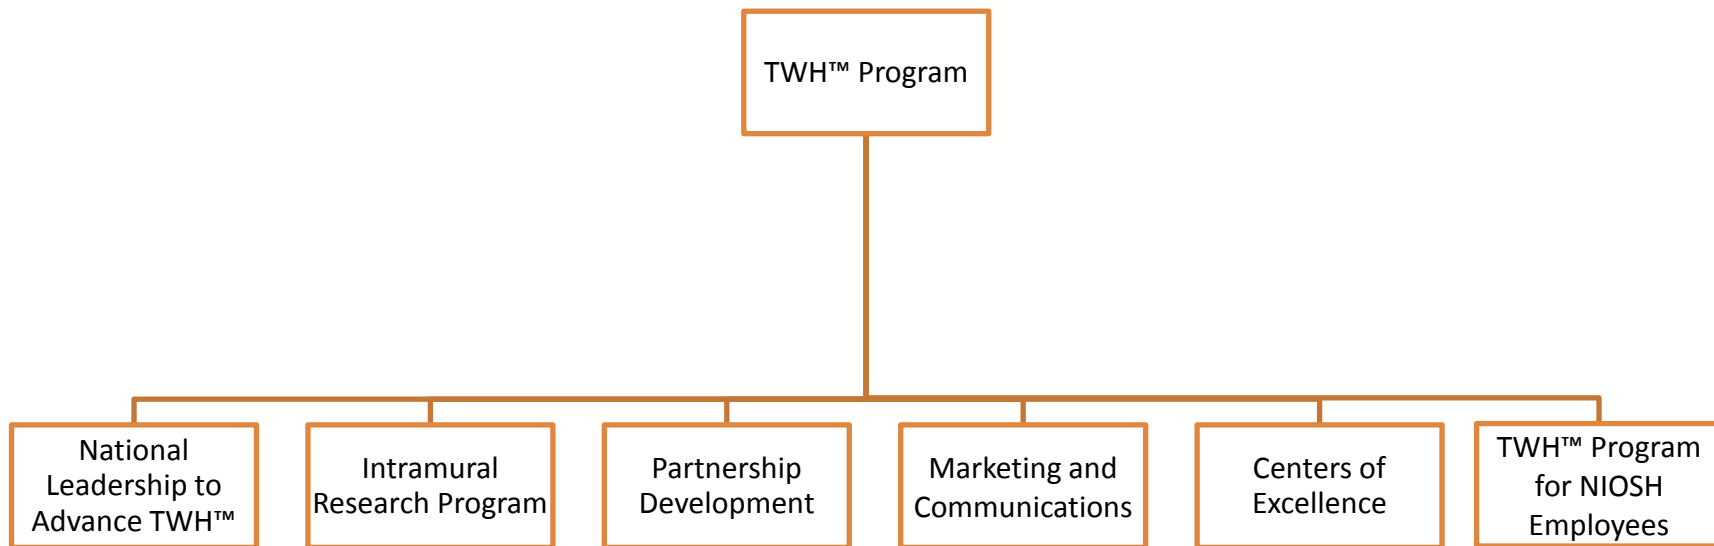 TWH™ Program
National
Leadership to
Advance TWH™
Intramural
Research Program
Partnership
Development
Marketing and
Communications
Centers of
Excellence
TWH™ Program
for NIOSH
Employees